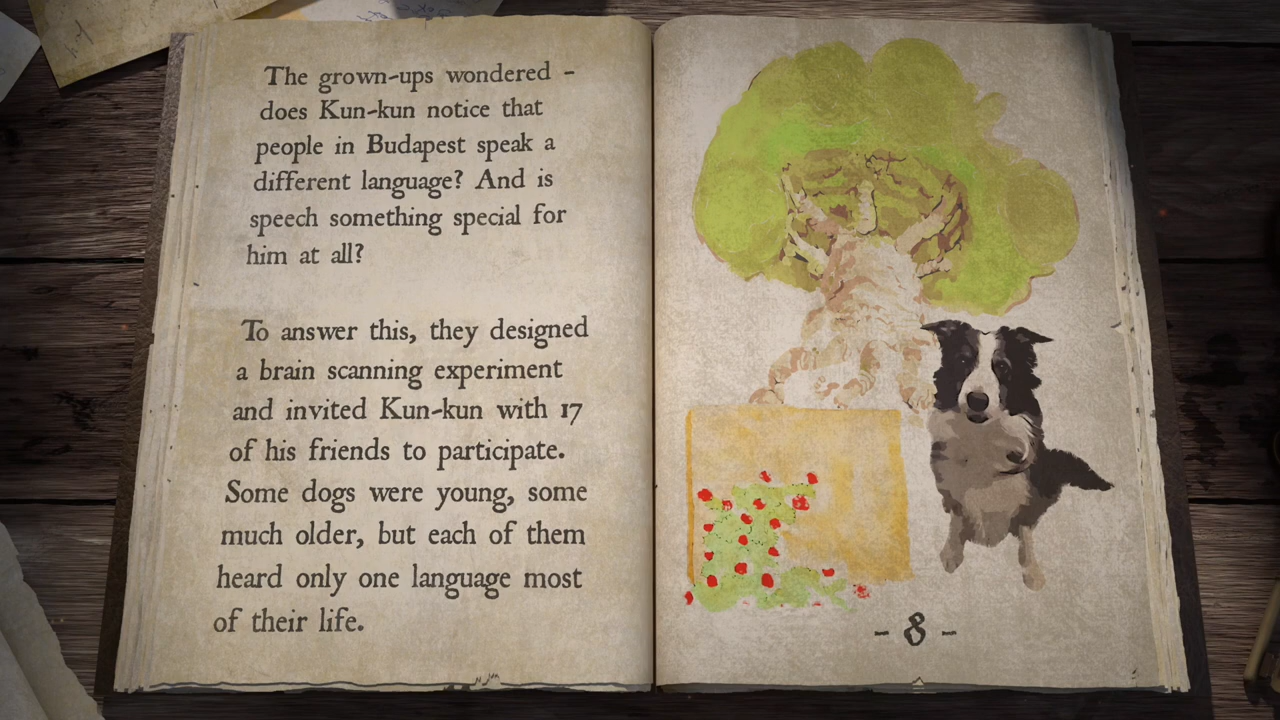 The grown-ups wondered -
does Kun-kun notice that
people in Budapest speak a
different language? And is
speech something special for
him at all?
To answer this, they designed
a brain scanning experiment
and invited Kun-kun with 17
of his friends to participate.
Some dogs were young, some
much older, but each of them
heard only one language most
of their life.
- 8 -